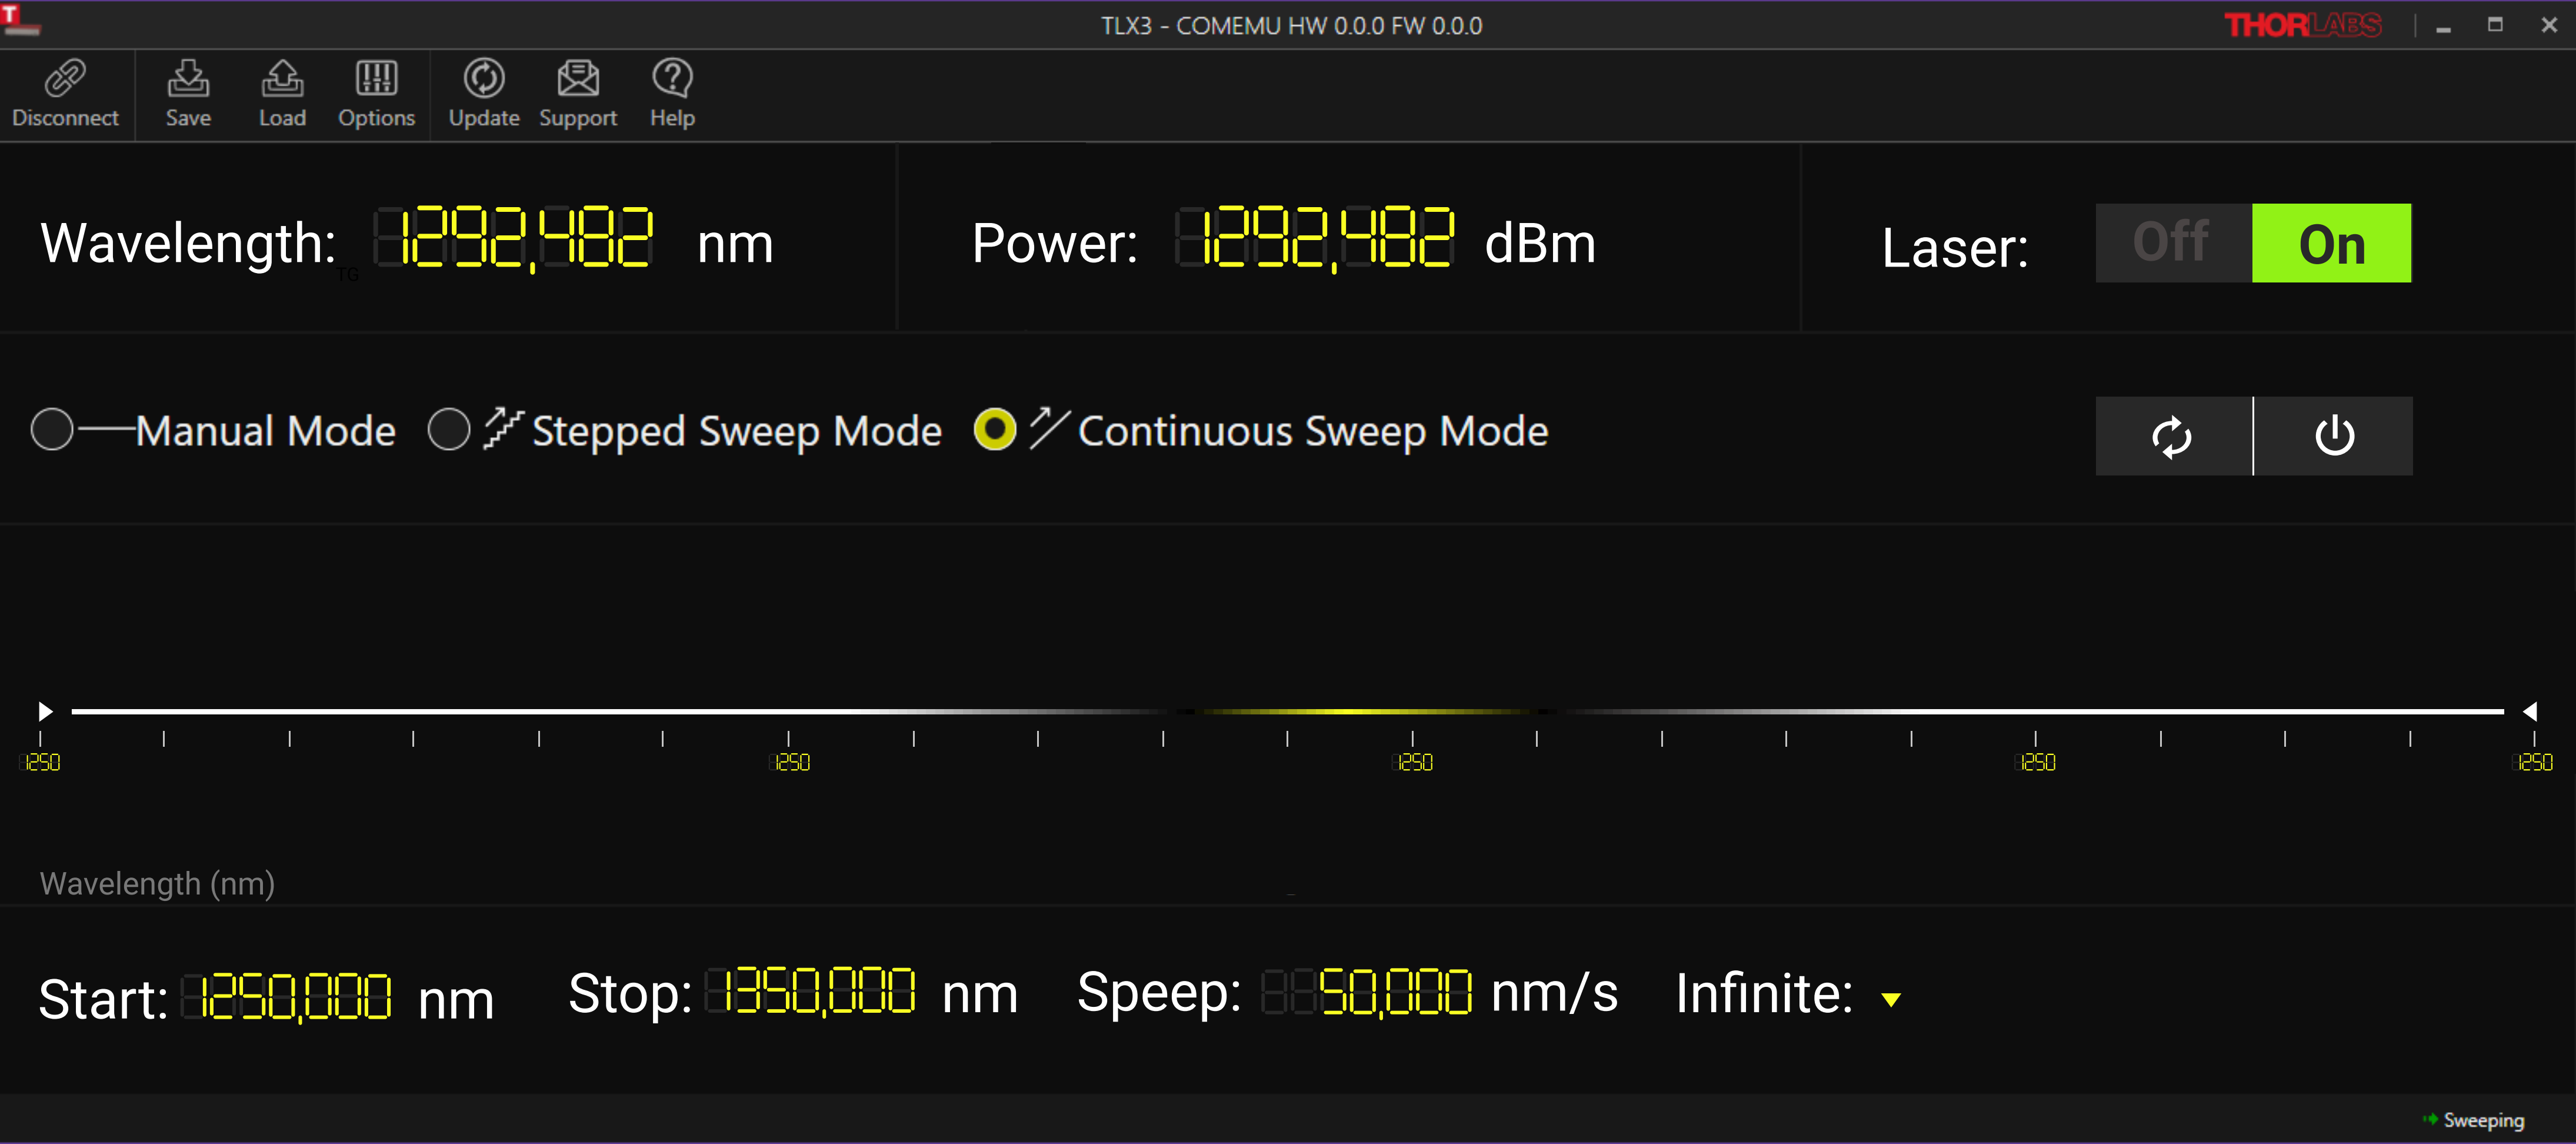 TLX3 - COMEMU HW 0.0.0 FW 0.0.0
THORLABS
Disconnect Save Load Options Update Support Help
Wavelength: 1292,482 nm Power: 1292,482 dBm Laser: Off On
TG
Manual Mode Stepped Sweep Mode Continuous Sweep Mode
1250 1250 1250 1250 1250
Wavelength (nm)
Start: 1250,000 nm Stop: 1350,000 nm Speep: 50,000 nm/s Infinite:
Sweeping